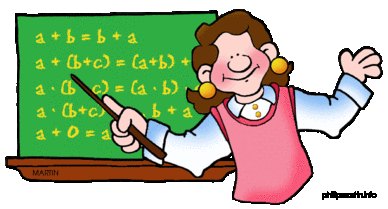 a + b = b + a
a + (b+c) = (a+b) +
a · (b c) = (a · b) ·
a · (b+c) b + a
a + 0 = a
MARTIN
phillipmartin.info